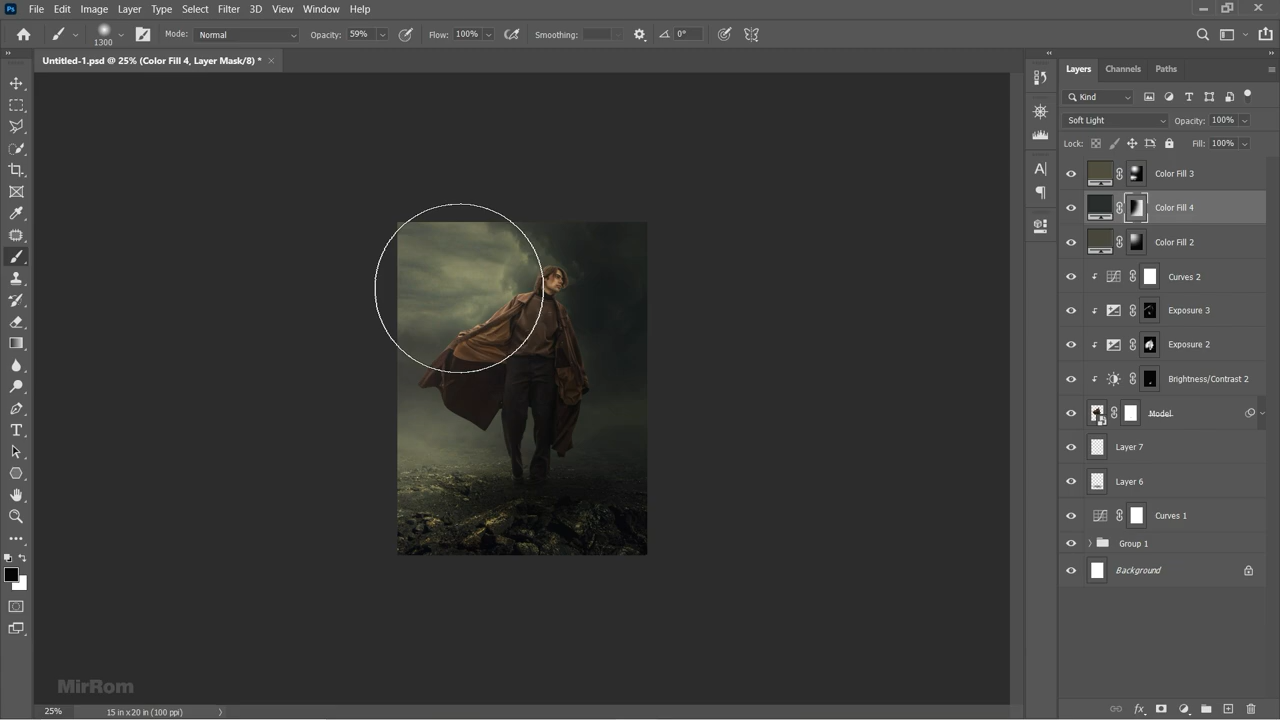 Ps File Edit Image Layer Type Select Filter 3D View Window Help
1300 Mode: Normal Opacity: 59% Flow: 100% Smoothing: 0°
Untitled-1.psd @ 25% (Color Fill 4, Layer Mask/8) * ×
Layers Channels Paths
Kind
Soft Light Opacity: 100%
Lock: Fill: 100%
Color Fill 3
Color Fill 4
Color Fill 2
Curves 2
Exposure 3
Exposure 2
Brightness/Contrast 2
Model
Layer 7
Layer 6
Curves 1
Group 1
Background
MirRom
25% 15 in x 20 in (100 ppi)